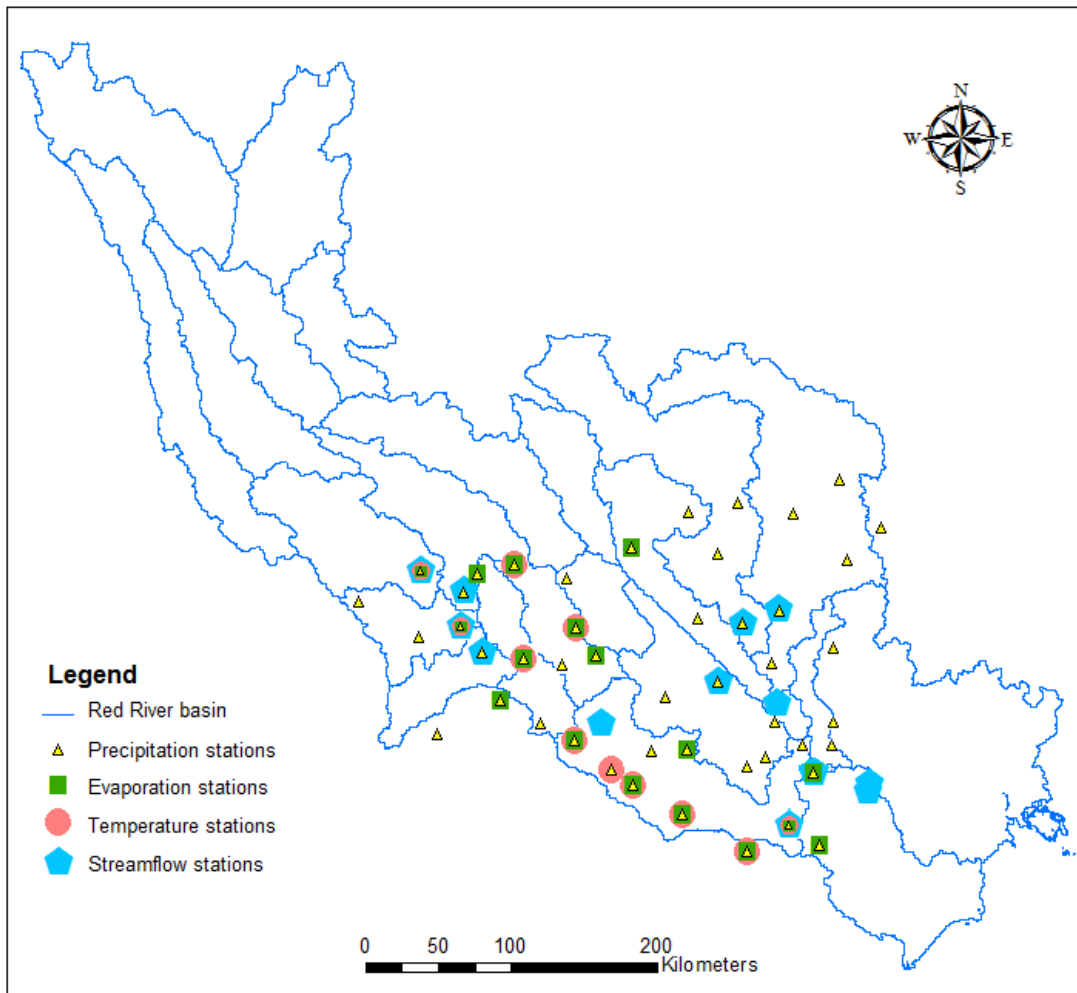 N
W E
S
Legend
Red River basin
Precipitation stations
Evaporation stations
Temperature stations
Streamflow stations
0 50 100 200
Kilometers